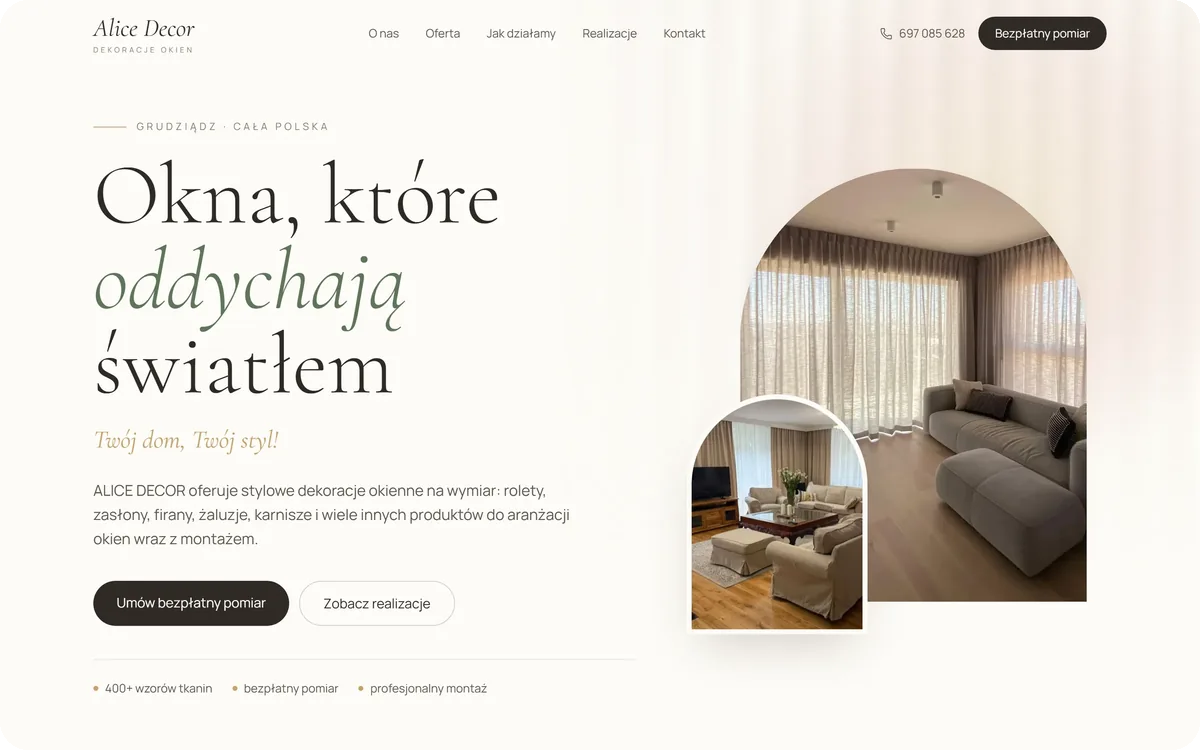 Alice Decor
DEKORACJE OKIEN
O nas
Oferta
Jak działamy
Realizacje
Kontakt
697 085 628
Bezpłatny pomiar
GRUDZIĄDZ · CAŁA POLSKA
Okna, które
oddychają
światłem
Twój dom, Twój styl!
ALICE DECOR oferuje stylowe dekoracje okienne na wymiar: rolety,
zasłony, firany, żaluzje, karnisze i wiele innych produktów do aranżacji
okien wraz z montażem.
Umów bezpłatny pomiar
Zobacz realizacje
400+ wzorów tkanin
bezpłatny pomiar
profesjonalny montaż